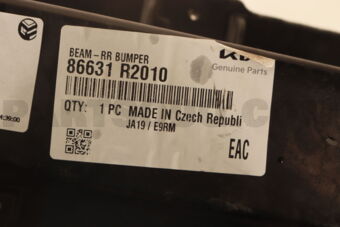 BEAM-RR BUMPER
86631 R2010
Genuine Parts
QTY: 1 PC MADE IN Czech Republi
JA19 / E9RM
EAC